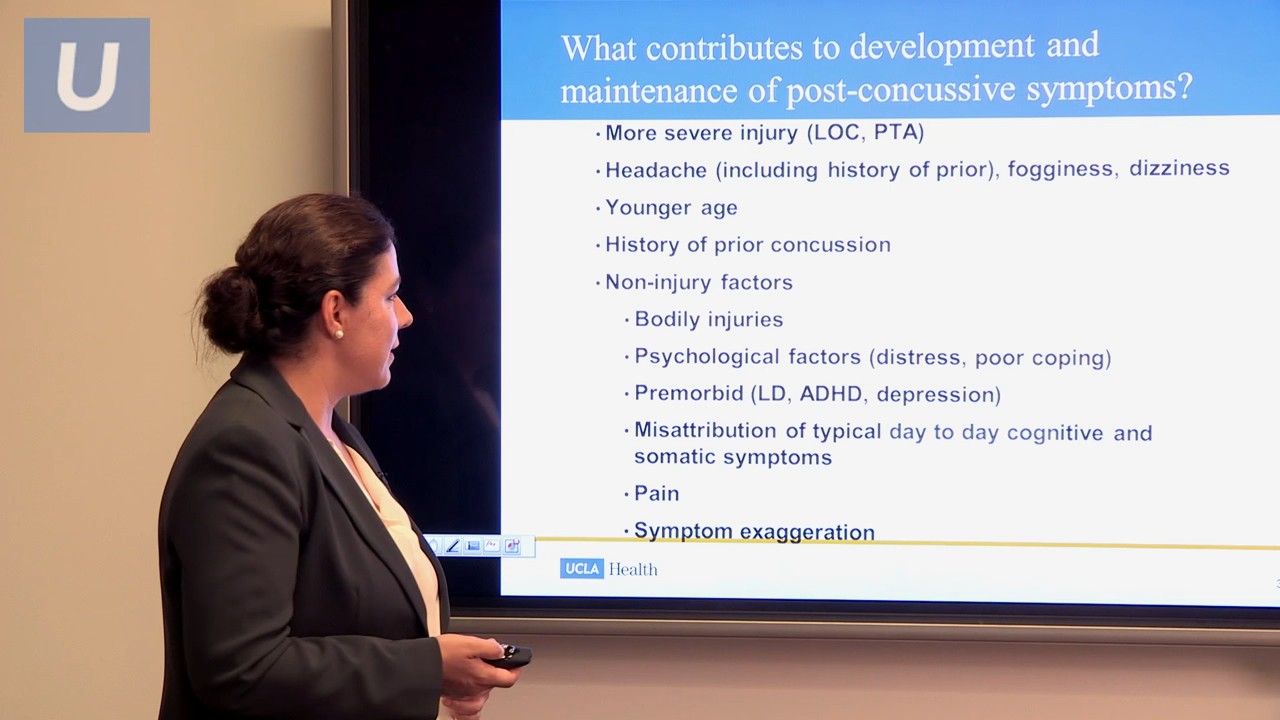 U
What contributes to development and
maintenance of post-concussive symptoms?
· More severe injury (LOC, PTA)
· Headache (including history of prior), fogginess, dizziness
· Younger age
· History of prior concussion
· Non-injury factors
· Bodily injuries
· Psychological factors (distress, poor coping)
· Premorbid (LD, ADHD, depression)
· Misattribution of typical day to day cognitive and
somatic symptoms
· Pain
· Symptom exaggeration
UCLA Health